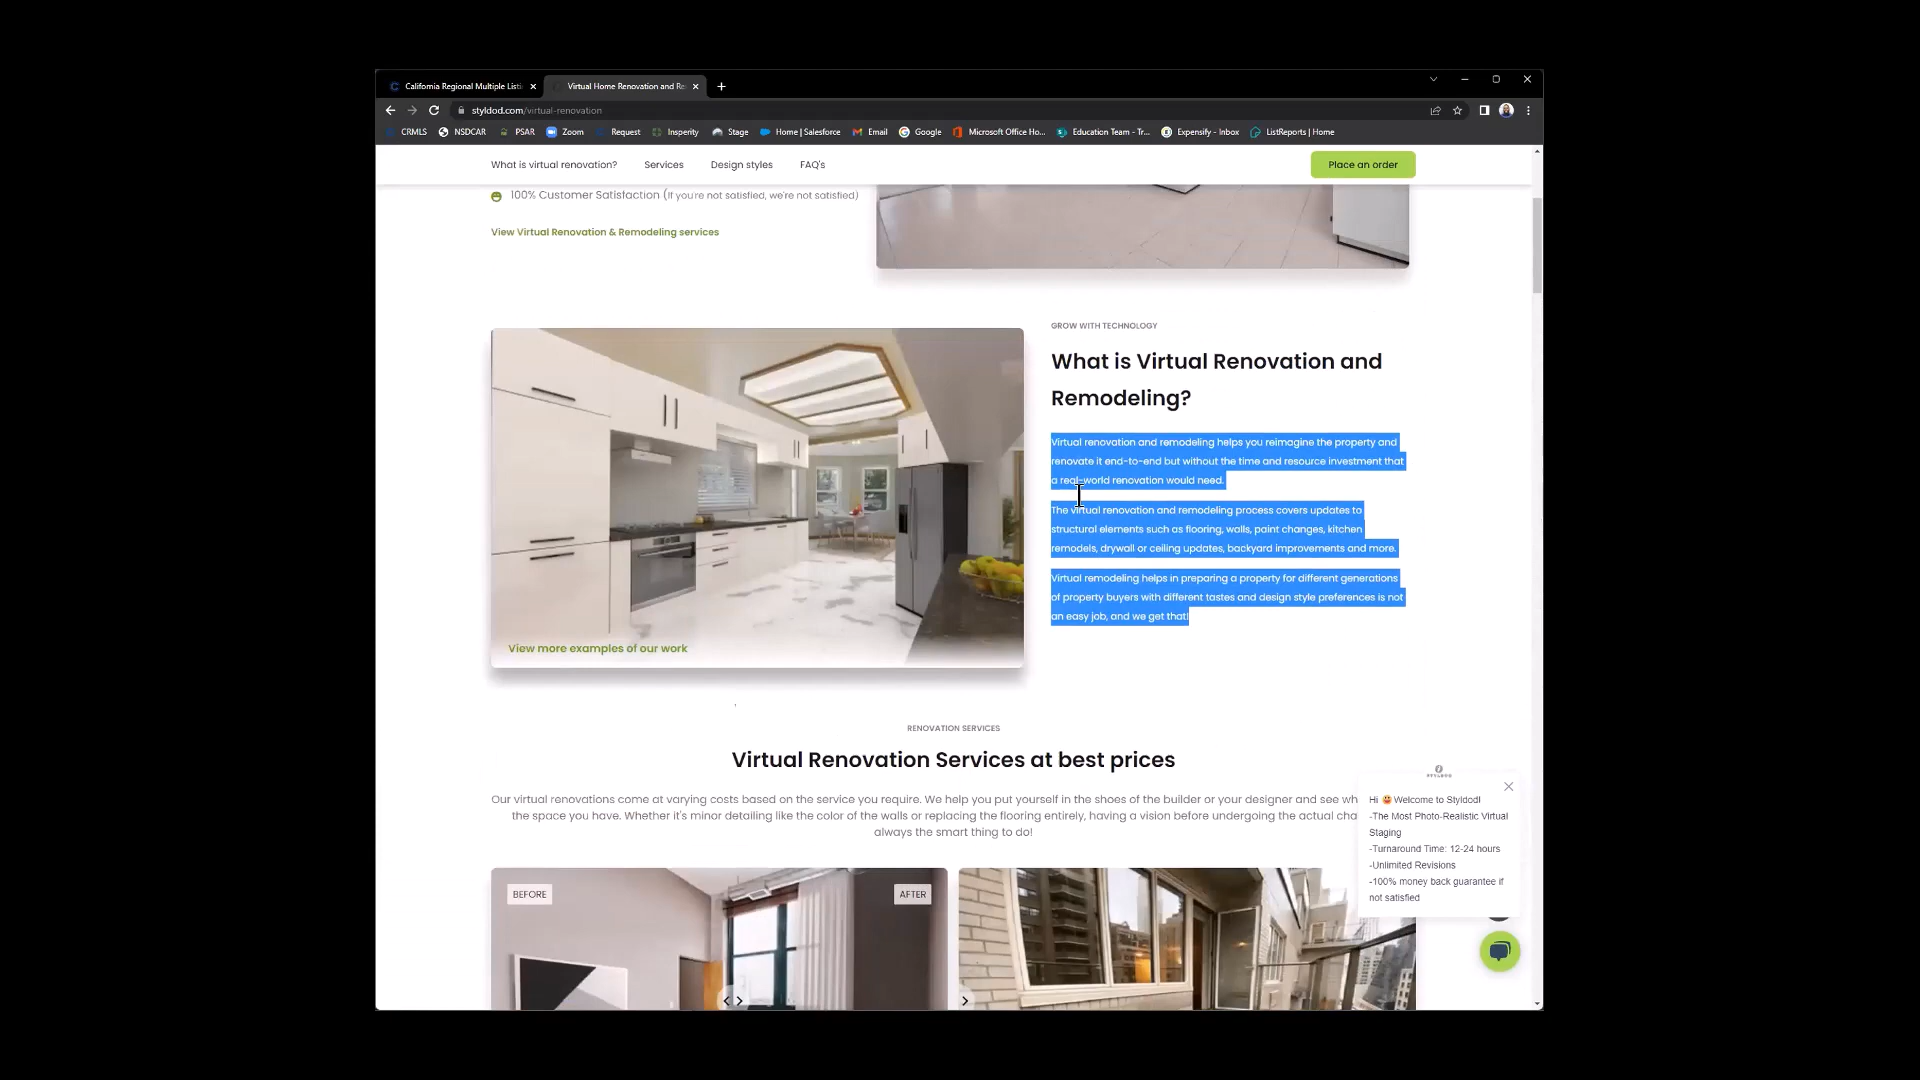 California Regional Multiple Listi
Virtual Home Renovation and Re
styldod.com/virtual-renovation
CRMLS
NSDCAR
PSAR
Zoom
Request
Insperity
Stage
Home | Salesforce
Email
Google
Microsoft Office Ho...
Education Team - Tr...
Expensify - Inbox
ListReports | Home
What is virtual renovation?
Services
Design styles
FAQ's
Place an order
100% Customer Satisfaction (If you're not satisfied, we're not satisfied)
View Virtual Renovation & Remodeling services
GROW WITH TECHNOLOGY
What is Virtual Renovation and
Remodeling?
Virtual renovation and remodeling helps you reimagine the property and
renovate it end-to-end but without the time and resource investment that
a real-world renovation would need.
The virtual renovation and remodeling process covers updates to
structural elements such as flooring, walls, paint changes, kitchen
remodels, drywall or ceiling updates, backyard improvements and more.
Virtual remodeling helps in preparing a property for different generations
of property buyers with different tastes and design style preferences is not
an easy job, and we get that!
View more examples of our work
RENOVATION SERVICES
Virtual Renovation Services at best prices
Our virtual renovations come at varying costs based on the service you require. We help you put yourself in the shoes of the builder or your designer and see wh
the space you have. Whether it's minor detailing like the color of the walls or replacing the flooring entirely, having a vision before undergoing the actual cha
always the smart thing to do!
BEFORE
AFTER
STYLDOD
Hi Welcome to Styldod!
-The Most Photo-Realistic Virtual
Staging
-Turnaround Time: 12-24 hours
-Unlimited Revisions
-100% money back guarantee if
not satisfied